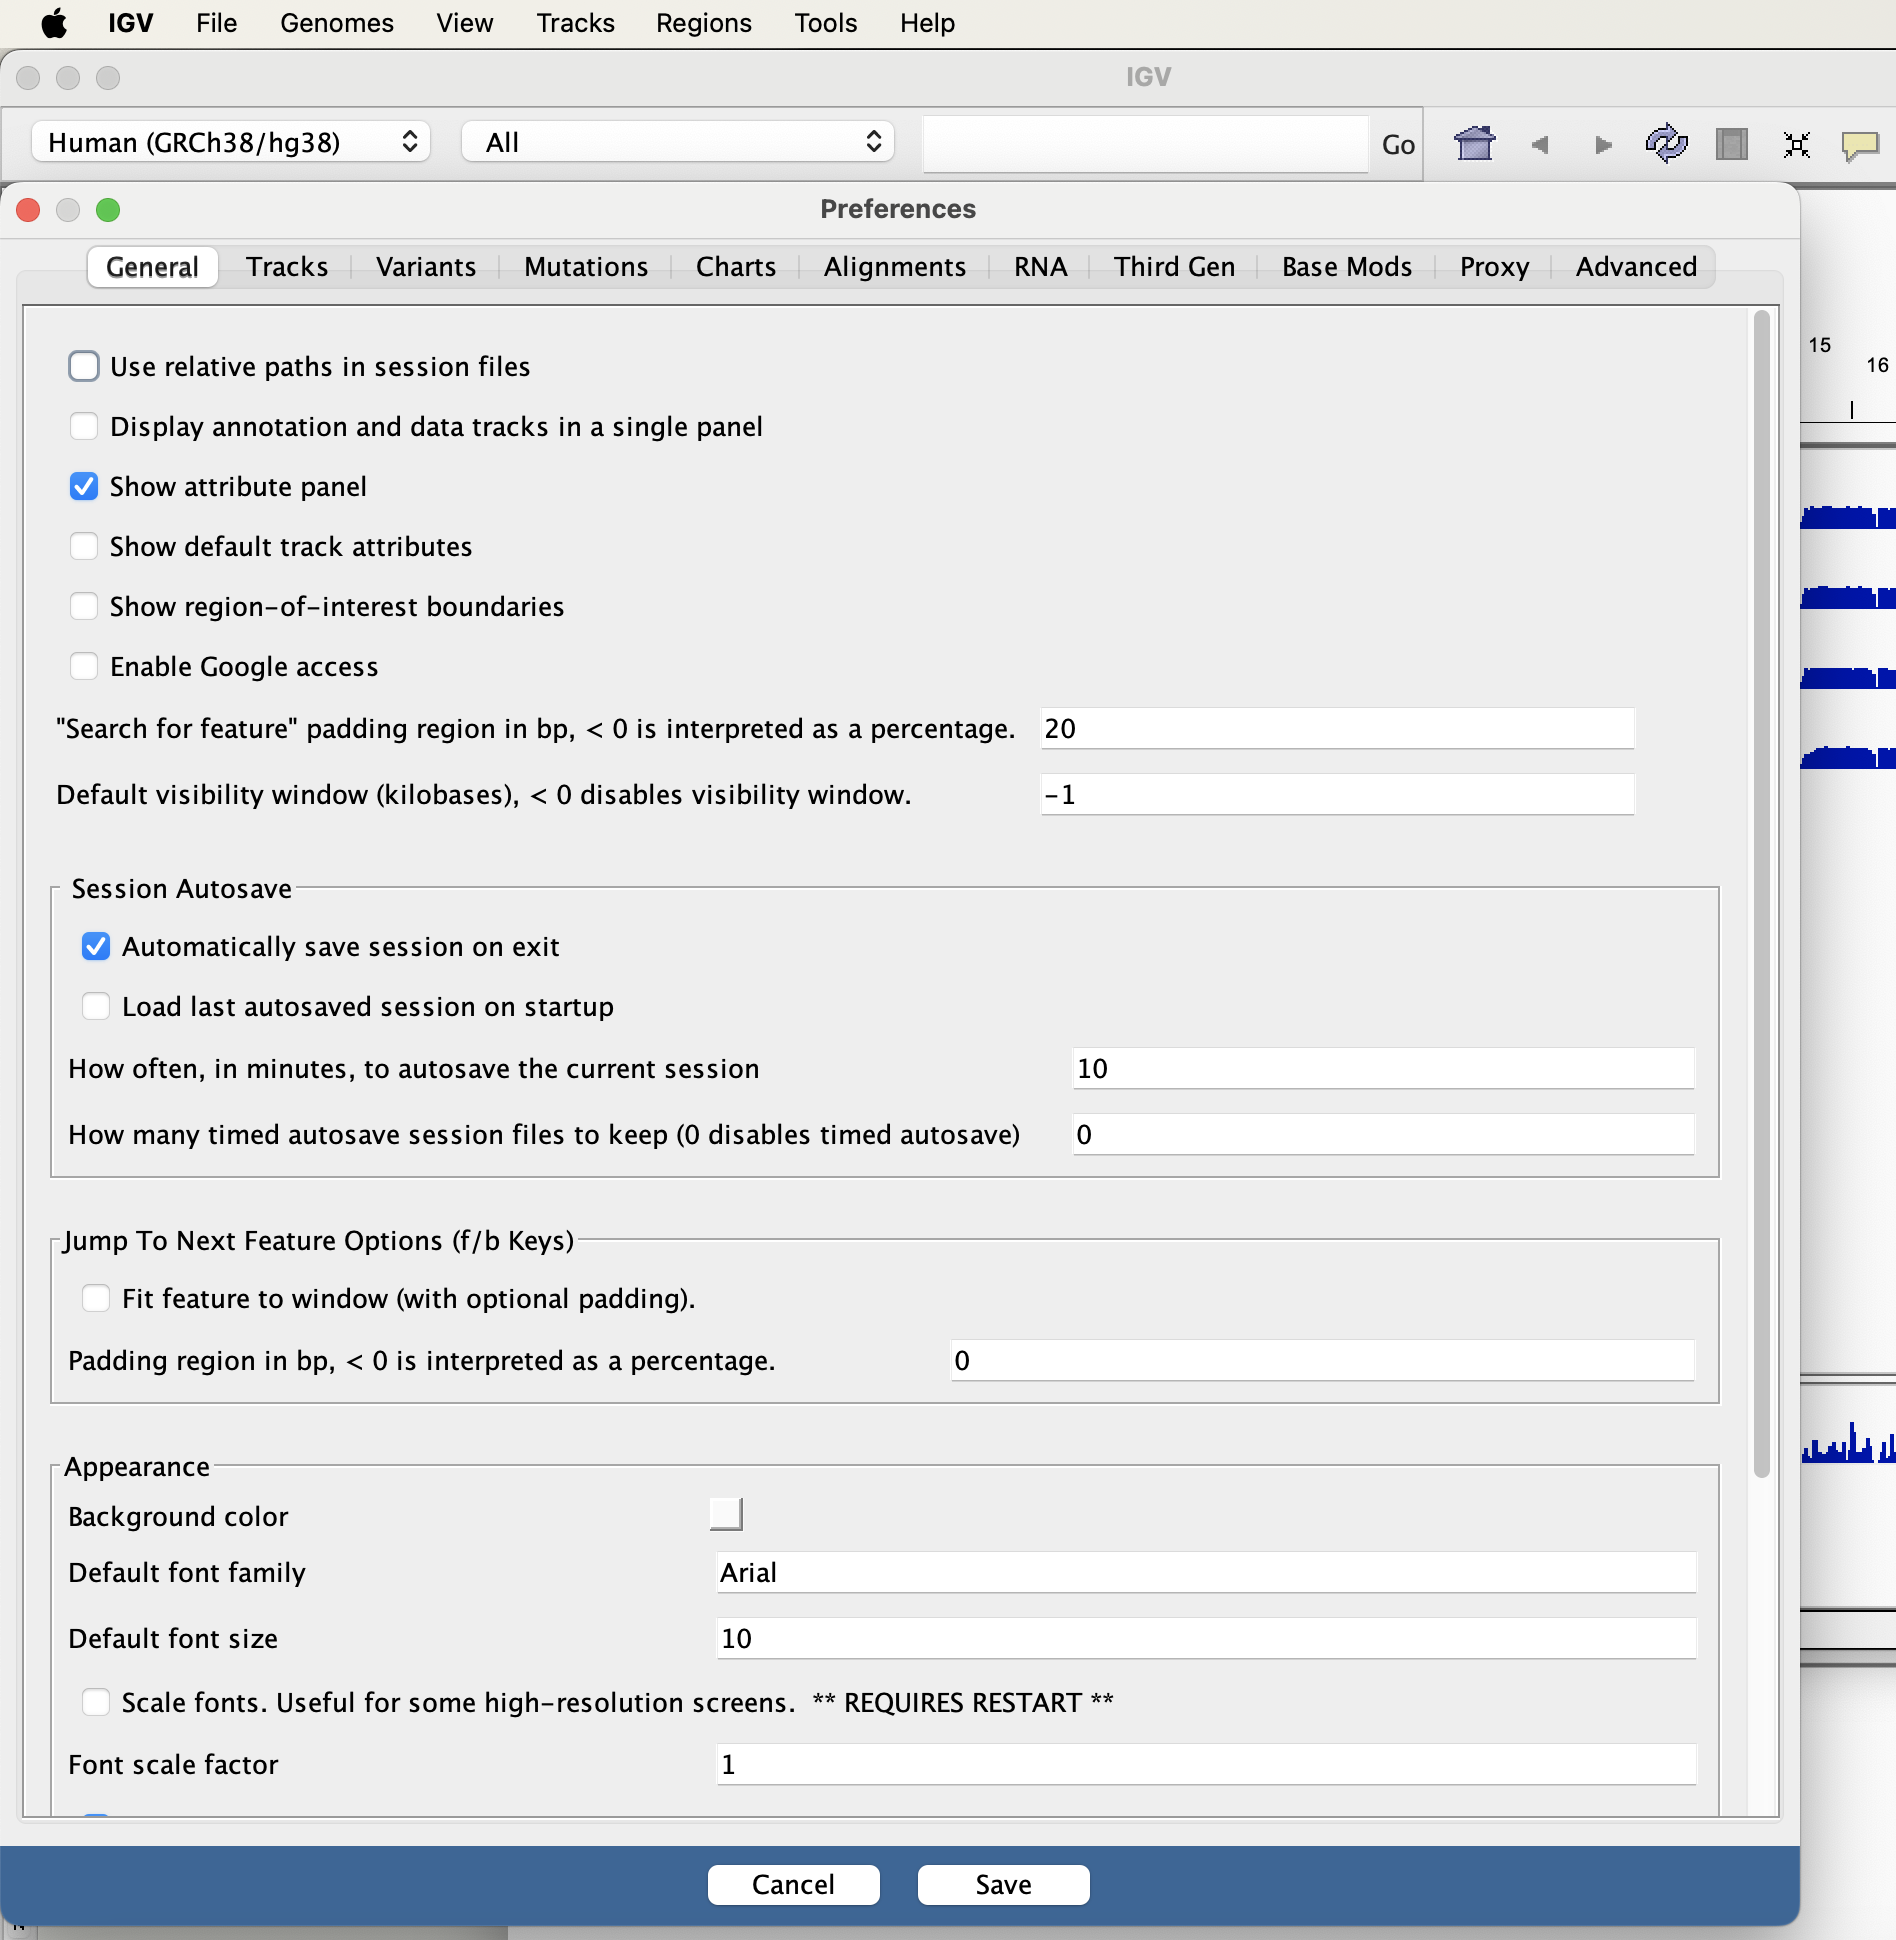 IGV File Genomes View Tracks Regions Tools Help
IGV
Human (GRCh38/hg38) All Go
Preferences
General Tracks Variants Mutations Charts Alignments RNA Third Gen Base Mods Proxy Advanced
15
16
Use relative paths in session files
Display annotation and data tracks in a single panel
Show attribute panel
Show default track attributes
Show region-of-interest boundaries
Enable Google access
"Search for feature" padding region in bp, < 0 is interpreted as a percentage. 20
Default visibility window (kilobases), < 0 disables visibility window. -1
Session Autosave
Automatically save session on exit
Load last autosaved session on startup
How often, in minutes, to autosave the current session 10
How many timed autosave session files to keep (0 disables timed autosave) 0
Jump To Next Feature Options (f/b Keys)
Fit feature to window (with optional padding).
Padding region in bp, < 0 is interpreted as a percentage. 0
Appearance
Background color
Default font family Arial
Default font size 10
Scale fonts. Useful for some high-resolution screens. ** REQUIRES RESTART **
Font scale factor 1
Cancel Save